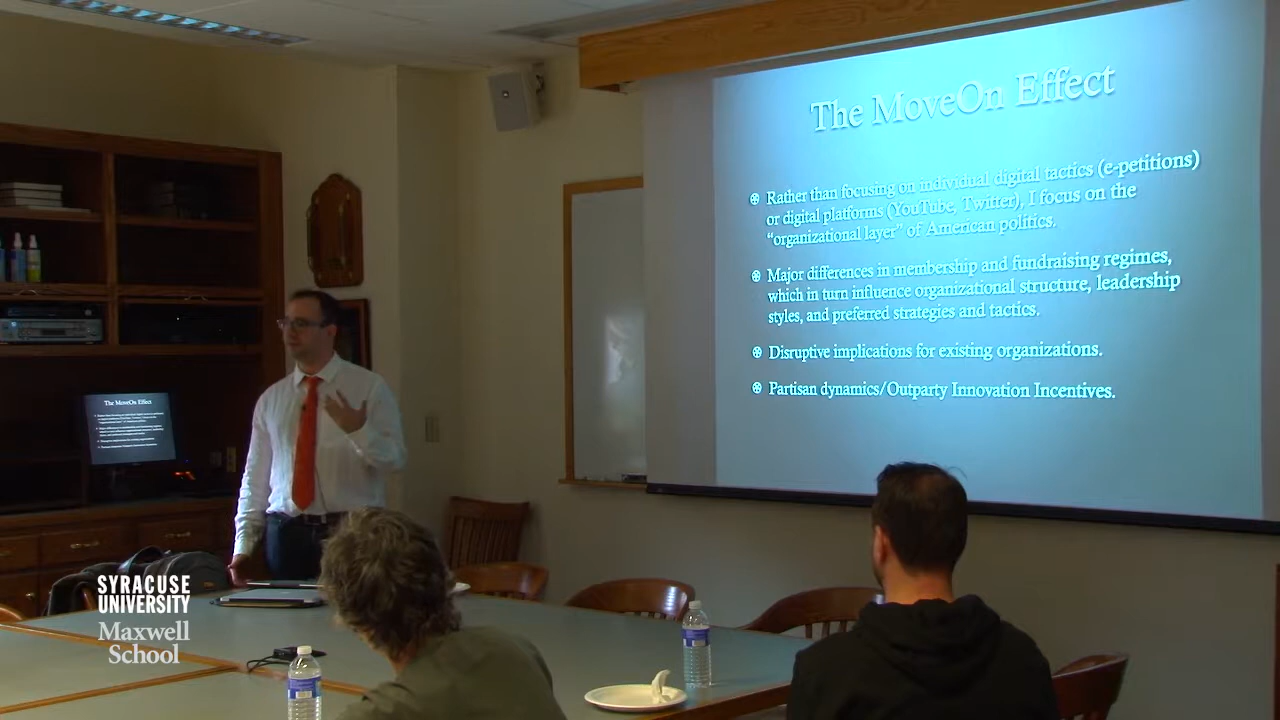 The MoveOn Effect
Rather than focusing on individual digital tactics (e-petitions)
or digital platforms (YouTube, Twitter), I focus on the
"organizational layer" of American politics.
Major differences in membership and fundraising regimes,
which in turn influence organizational structure, leadership
styles, and preferred strategies and tactics.
Disruptive implications for existing organizations.
Partisan dynamics/Outparty Innovation Incentives.
The MoveOn Effect
SYRACUSE
UNIVERSITY
Maxwell
School